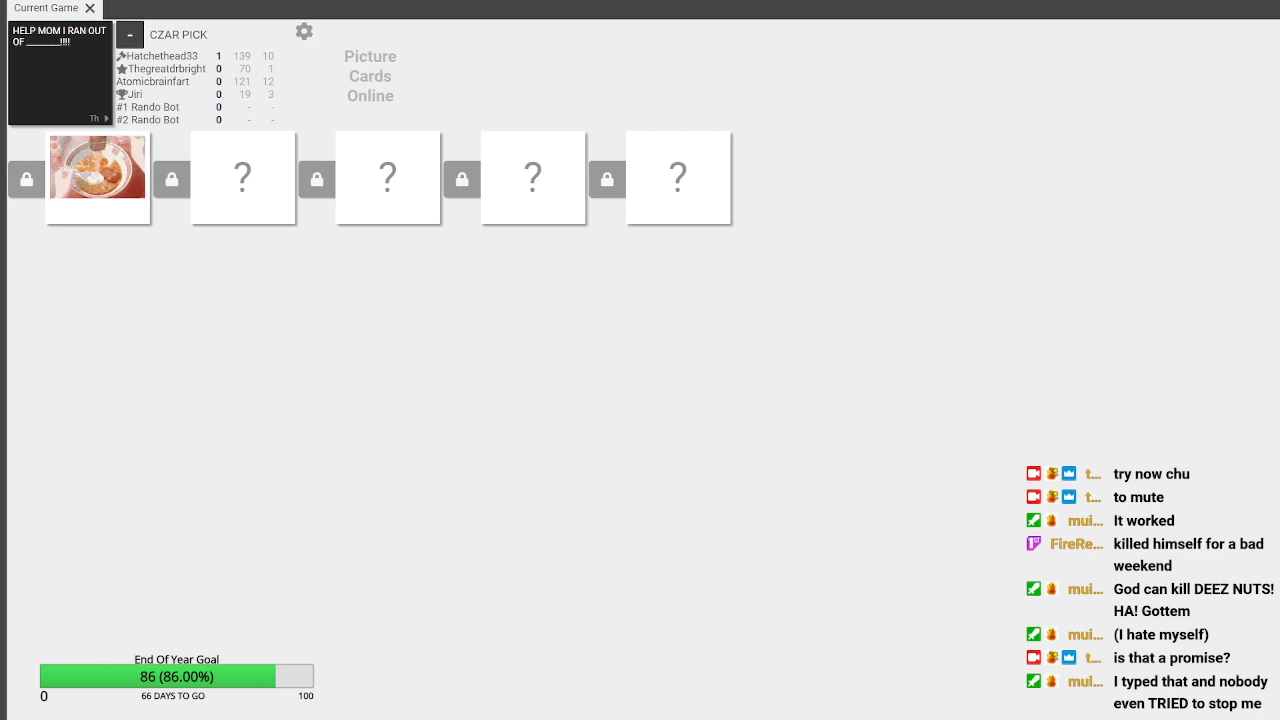 Current Game
HELP MOM I RAN OUT
OF ______!!!!
Th
-
CZAR PICK
Hatchethead33 1 139 10
Thegreatdrbright 0 70 1
Atomicbrainfart 0 121 12
Jiri 0 19 3
#1 Rando Bot 0 - -
#2 Rando Bot 0 - -
Picture
Cards
Online
? ? ? ?
t... try now chu
t... to mute
mui... It worked
FireRe... killed himself for a bad
weekend
mui... God can kill DEEZ NUTS!
HA! Gottem
mui... (I hate myself)
t... is that a promise?
mui... I typed that and nobody
even TRIED to stop me
End Of Year Goal
86 (86.00%)
0 66 DAYS TO GO 100